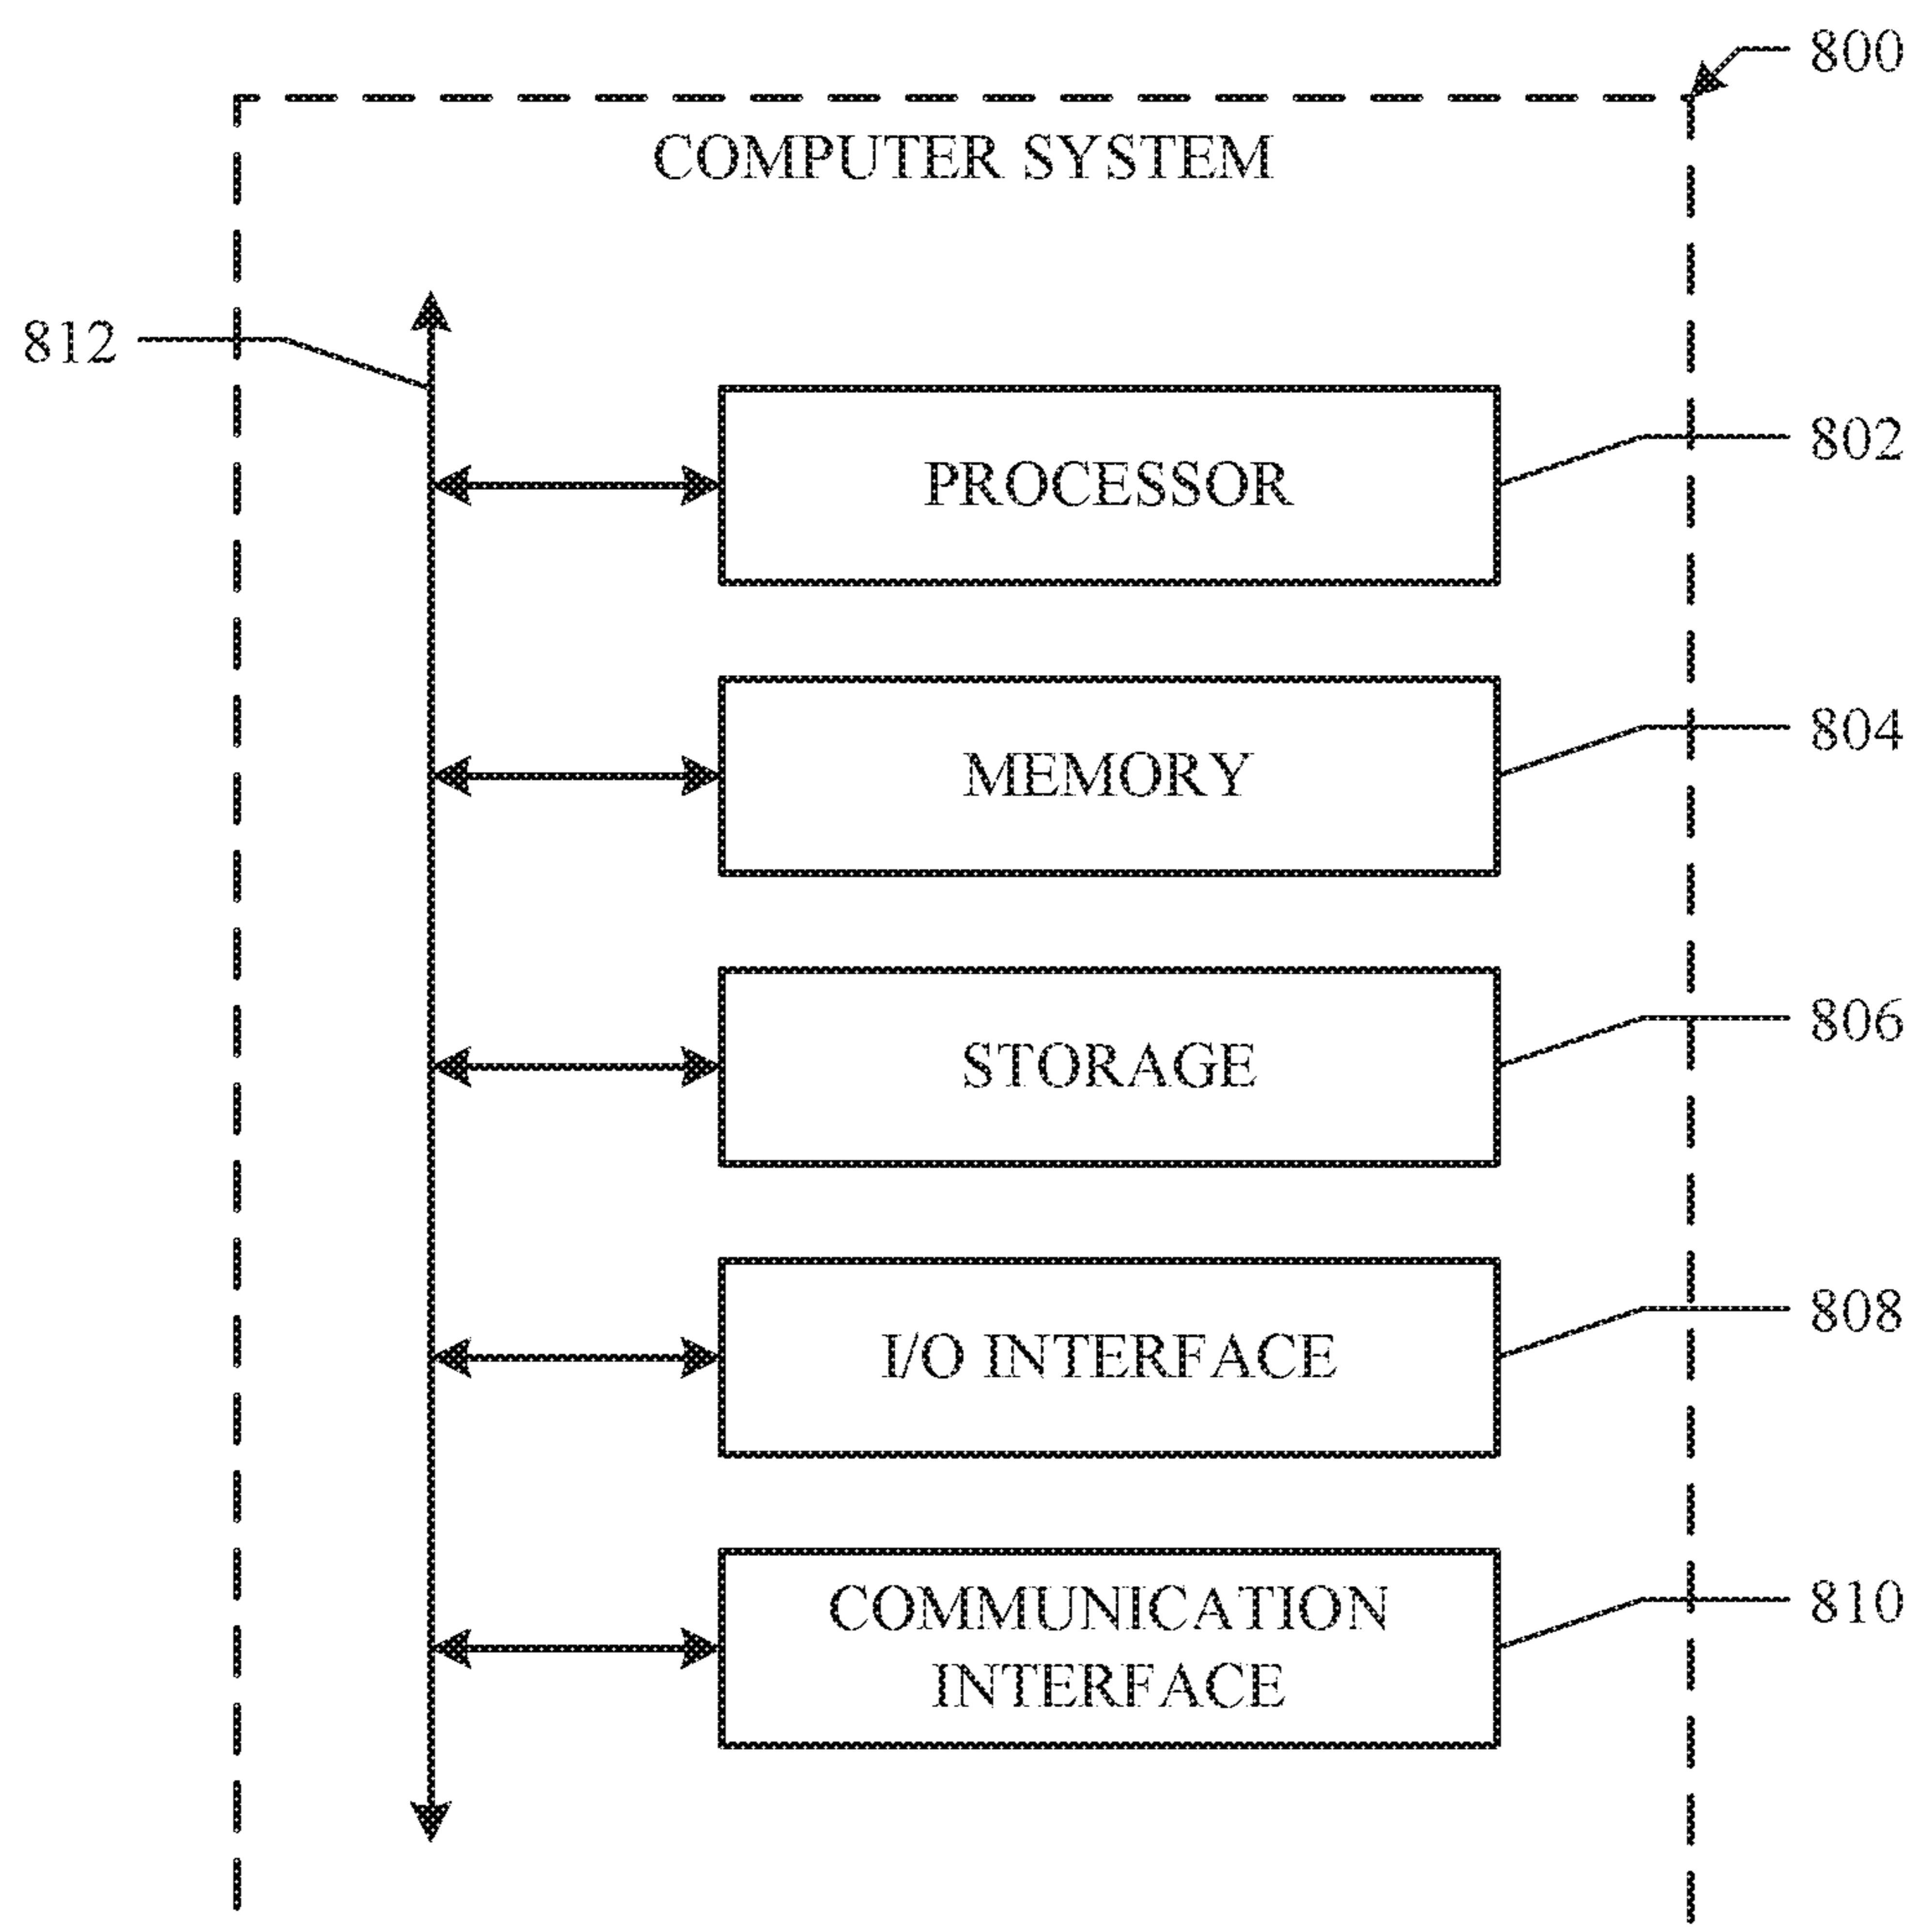 800
COMPUTER SYSTEM
812
802
PROCESSOR
804
MEMORY
806
STORAGE
808
I/O INTERFACE
810
COMMUNICATION
INTERFACE